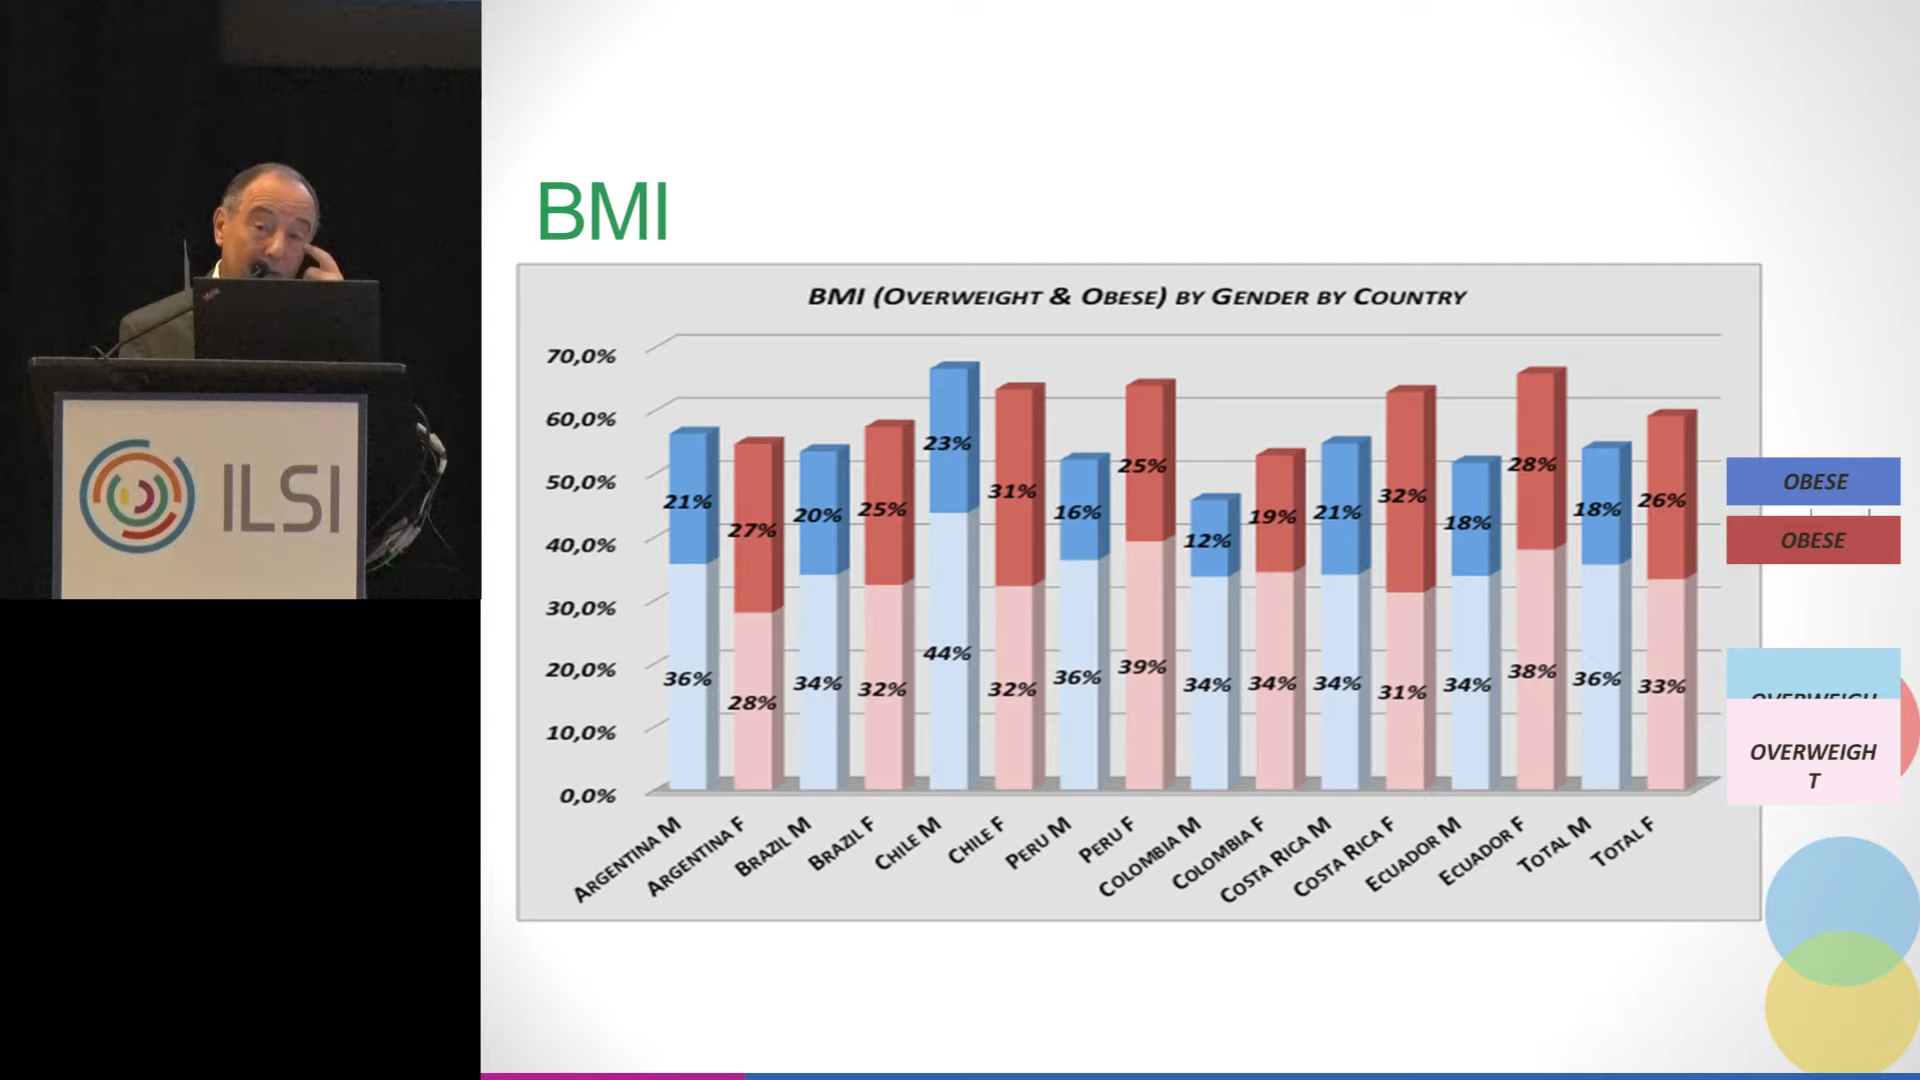 ILSI
BMI
BMI (OVERWEIGHT & OBESE) BY GENDER BY COUNTRY
70,0%
60,0%
50,0%
40,0%
30,0%
20,0%
10,0%
0,0%
21% 27% 20% 25% 23% 31% 16% 25% 12% 19% 21% 32% 18% 28% 18% 26%
36% 28% 34% 32% 44% 32% 36% 39% 34% 34% 34% 31% 34% 38% 36% 33%
ARGENTINA M
ARGENTINA F
BRAZIL M
BRAZIL F
CHILE M
CHILE F
PERU M
PERU F
COLOMBIA M
COLOMBIA F
COSTA RICA M
COSTA RICA F
ECUADOR M
ECUADOR F
TOTAL M
TOTAL F
OBESE
OBESE
OVERWEIGH
OVERWEIGH
T